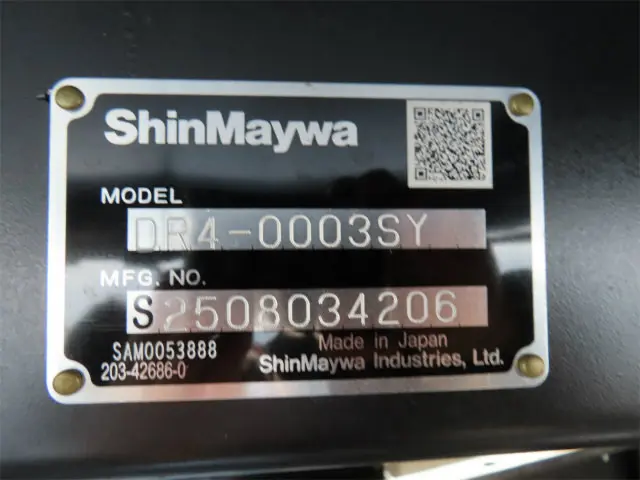 ShinMaywa
MODEL
DR4-0003SY
MFG. NO.
S2508034206
SAM0053888
203-42686-0
Made in Japan
ShinMaywa Industries, Ltd.